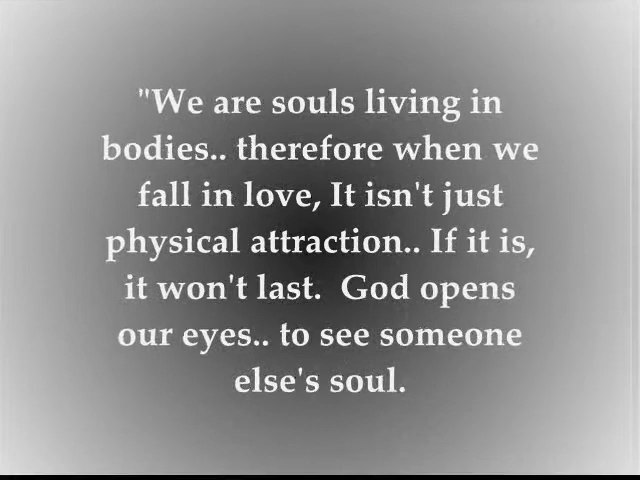 "We are souls living in
bodies.. therefore when we
fall in love, It isn't just
physical attraction.. If it is,
it won't last.  God opens
our eyes.. to see someone
else's soul.